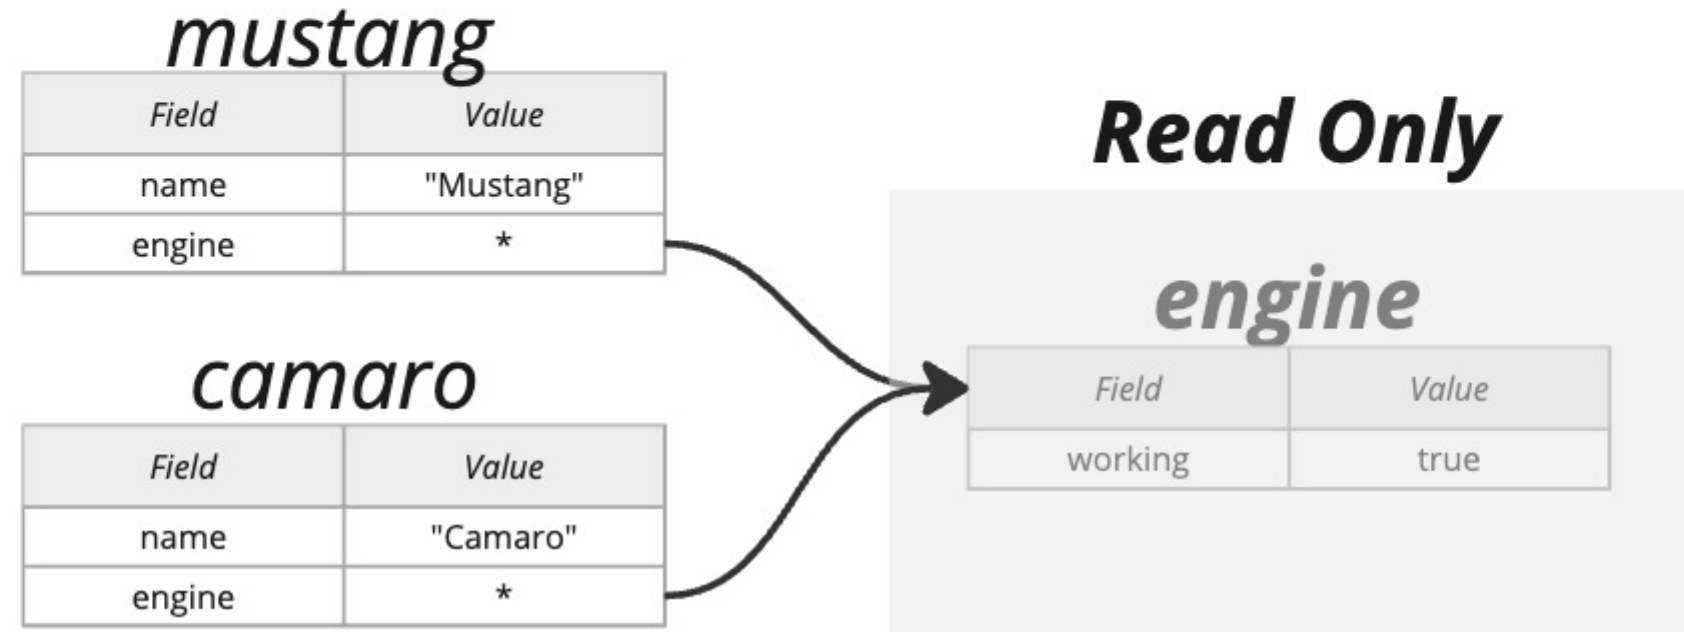 mustang
Field Value
name "Mustang"
engine *
camaro
Field Value
name "Camaro"
engine *
Read Only
engine
Field Value
working true